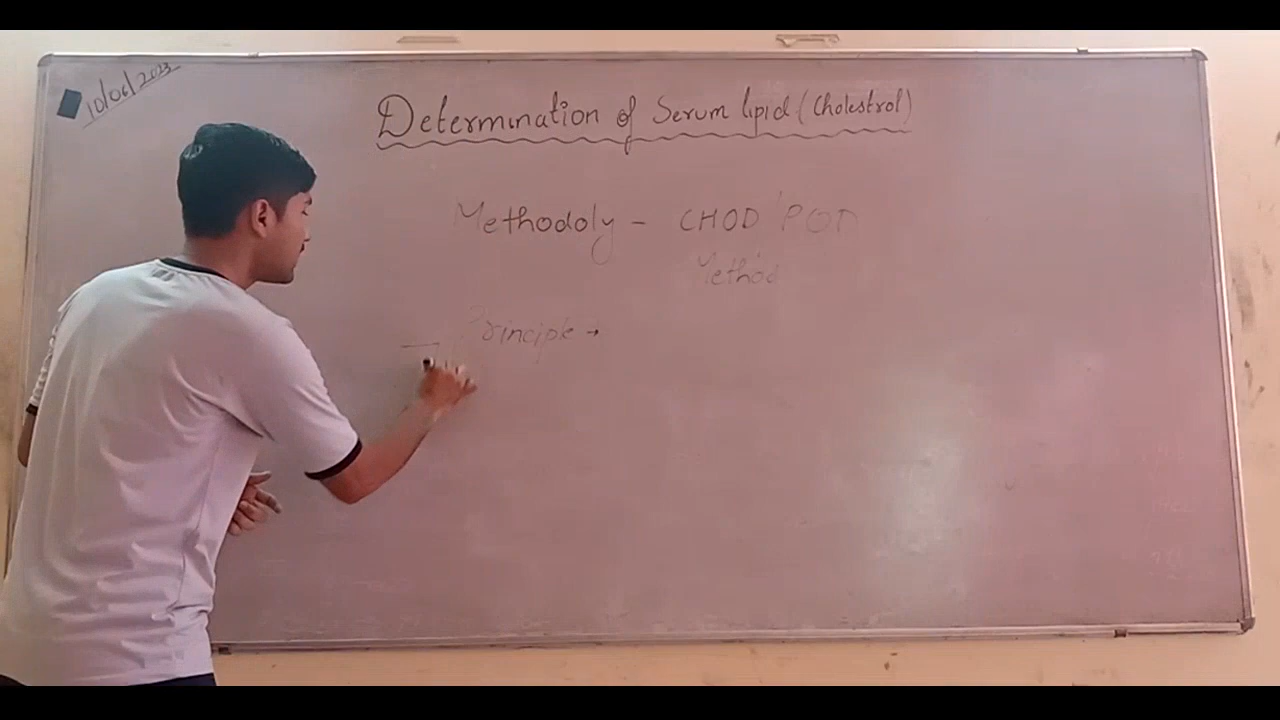 10/06/2023
Determination of Serum lipid (Cholestrol)
Methodoly - CHOD 'POD
Method
Principle →